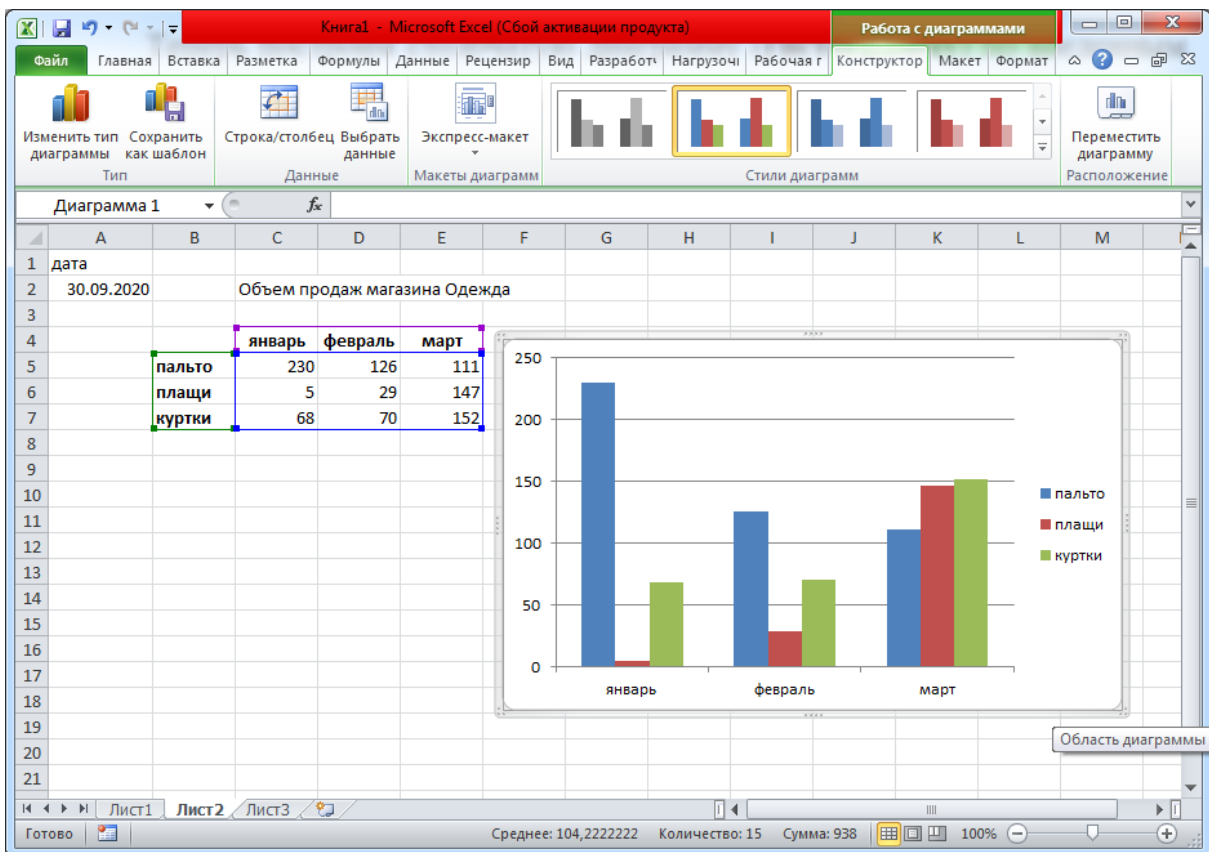 Книга1 - Microsoft Excel (Сбой активации продукта)
Работа с диаграммами
Файл Главная Вставка Разметка Формулы Данные Рецензир Вид Разработч Нагрузочі Рабочая г Конструктор Макет Формат
Изменить тип диаграммы
Сохранить как шаблон
Строка/столбец
Выбрать данные
Экспресс-макет
Переместить диаграмму
Тип Данные Макеты диаграмм Стили диаграмм Расположение
Диаграмма 1 fx
A B C D E F G H I J K L M
1 дата
2 30.09.2020 Объем продаж магазина Одежда
3
4 январь февраль март
5 пальто 230 126 111
6 плащи 5 29 147
7 куртки 68 70 152
8
9
10
11
12
13
14
15
16
17
18
19
20
21
250
200
150
100
50
0
январь февраль март
пальто
плащи
куртки
Область диаграммы
Лист1 Лист2 Лист3
Готово Среднее: 104,2222222 Количество: 15 Сумма: 938 100%